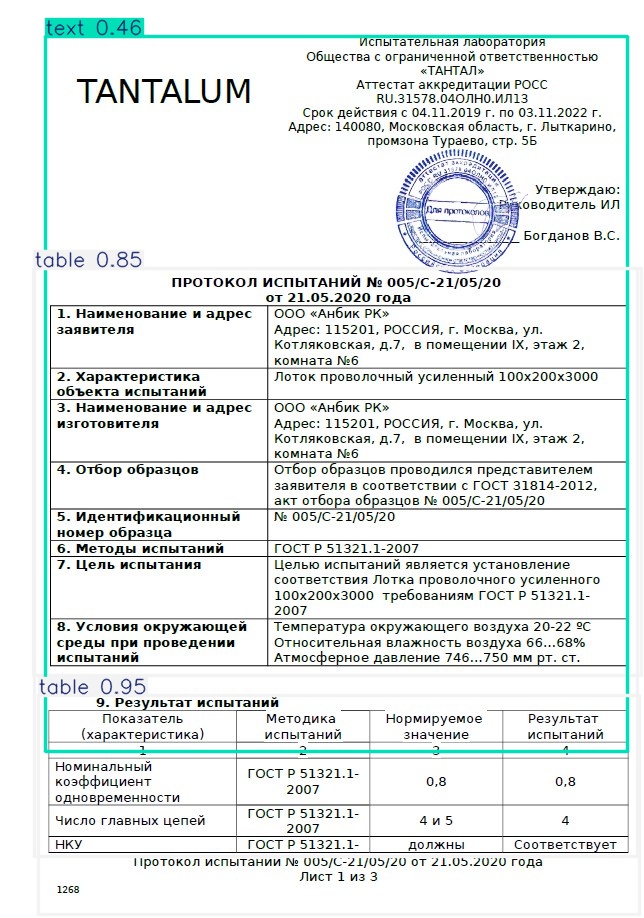 text 0.46
Испытательная лаборатория
Общества с ограниченной ответственностью
«ТАНТАЛ»
Аттестат аккредитации РОСС
RU.31578.04ОЛН0.ИЛ13
Срок действия с 04.11.2019 г. по 03.11.2022 г.
Адрес: 140080, Московская область, г. Лыткарино,
промзона Тураево, стр. 5Б
TANTALUM
Для протоколов
Утверждаю:
Руководитель ИЛ
Богданов В.С.
table 0.85
ПРОТОКОЛ ИСПЫТАНИЙ № 005/С-21/05/20
от 21.05.2020 года
1. Наименование и адрес
заявителя
ООО «Анбик РК»
Адрес: 115201, РОССИЯ, г. Москва, ул.
Котляковская, д.7, в помещении IX, этаж 2,
комната №6
2. Характеристика
объекта испытаний
Лоток проволочный усиленный 100x200x3000
3. Наименование и адрес
изготовителя
ООО «Анбик РК»
Адрес: 115201, РОССИЯ, г. Москва, ул.
Котляковская, д.7, в помещении IX, этаж 2,
комната №6
4. Отбор образцов
Отбор образцов проводился представителем
заявителя в соответствии с ГОСТ 31814-2012,
акт отбора образцов № 005/С-21/05/20
5. Идентификационный
номер образца
№ 005/С-21/05/20
6. Методы испытаний
ГОСТ Р 51321.1-2007
7. Цель испытания
Целью испытаний является установление
соответствия Лотка проволочного усиленного
100x200x3000 требованиям ГОСТ Р 51321.1-
2007
8. Условия окружающей
среды при проведении
испытаний
Температура окружающего воздуха 20-22 ºС
Относительная влажность воздуха 66...68%
Атмосферное давление 746...750 мм рт. ст.
table 0.95
9. Результат испытаний
Показатель
(характеристика)
Методика
испытаний
Нормируемое
значение
Результат
испытаний
1 2 3 4
Номинальный
коэффициент
одновременности
ГОСТ Р 51321.1-
2007
0,8
0,8
Число главных цепей
ГОСТ Р 51321.1-
2007
4 и 5
4
НКУ
ГОСТ Р 51321.1-
должны
Соответствует
Протокол испытаний № 005/С-21/05/20 от 21.05.2020 года
Лист 1 из 3
1268